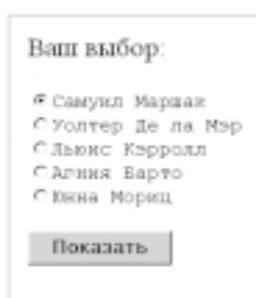 Ваш выбор:
Самуил Маршак
Уолтер Де ла Мэр
Льюис Кэрролл
Агния Барто
Юнна Мориц
Показать